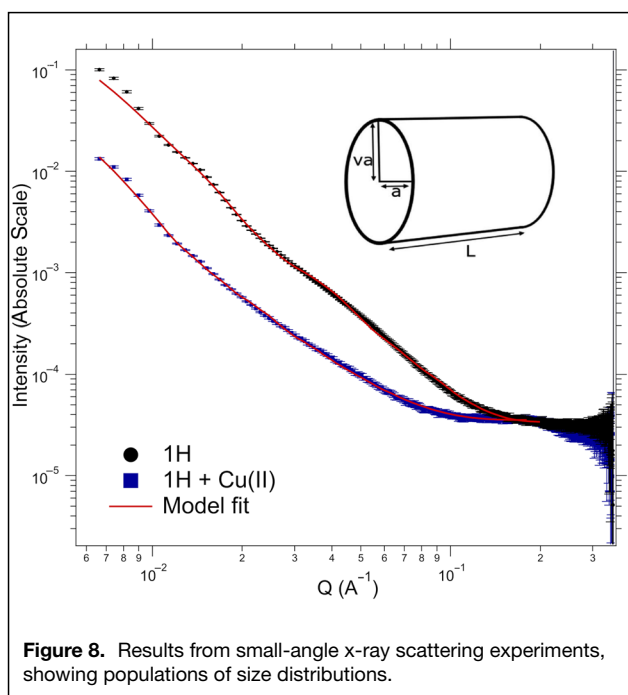 10⁻¹
10⁻²
10⁻³
10⁻⁴
10⁻⁵
Intensity (Absolute Scale)
va
a
L
1H
1H + Cu(II)
Model fit
6 7 8 9 2 3 4 5 6 7 8 9 2 3
10⁻² 10⁻¹
Q (A⁻¹)
Figure 8. Results from small-angle x-ray scattering experiments,
showing populations of size distributions.